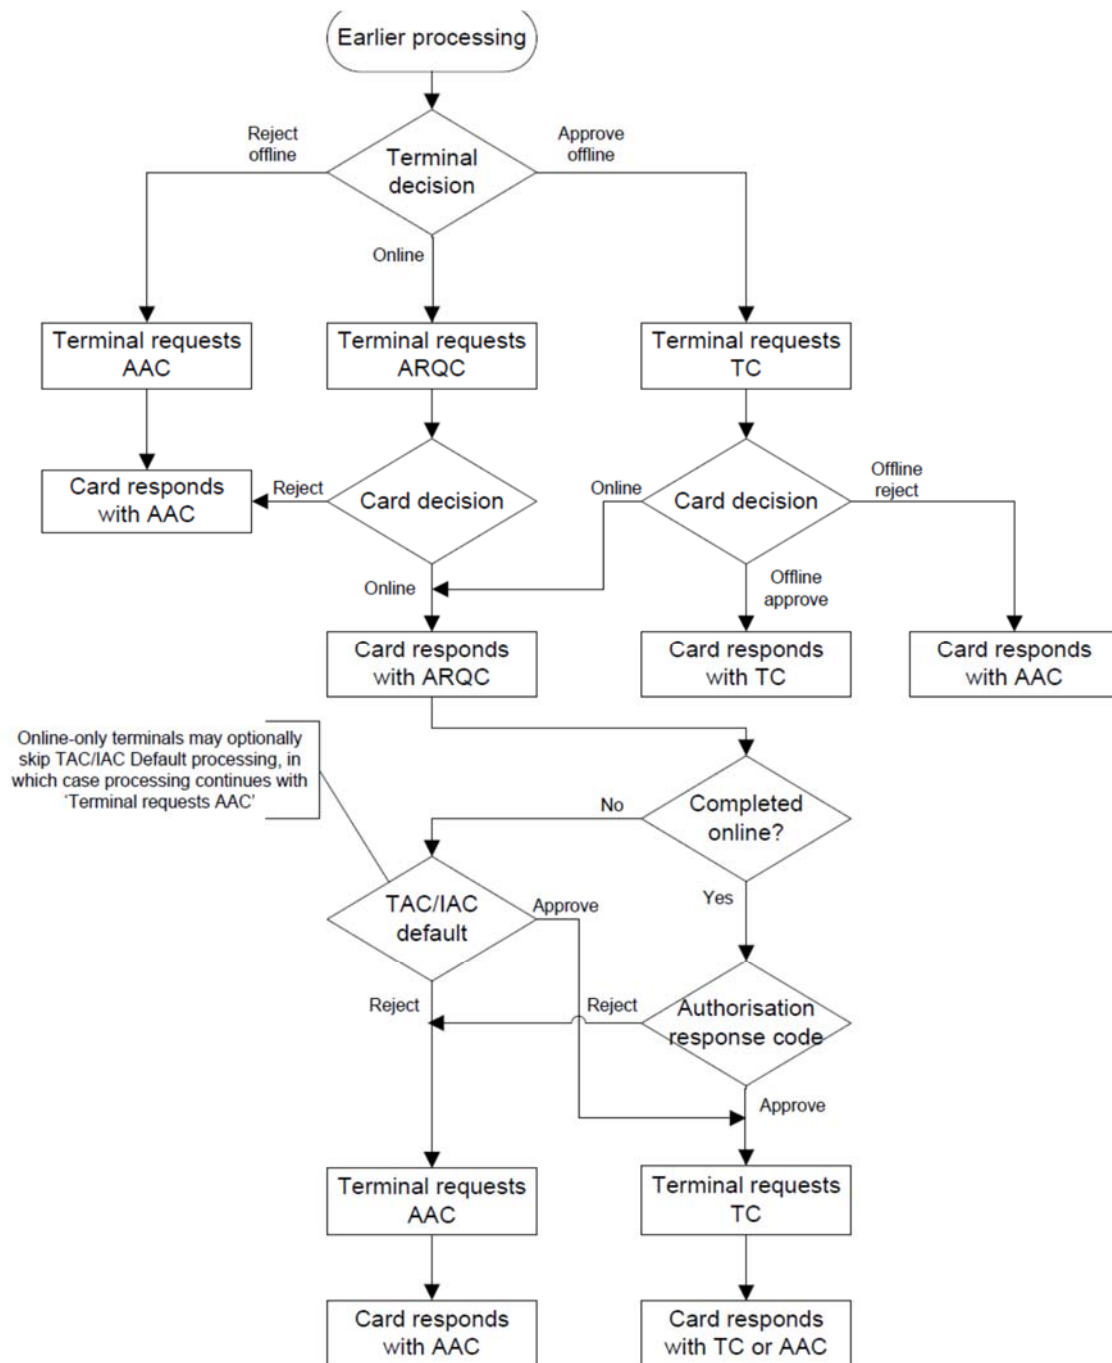 Earlier processing
Reject
offline
Terminal
decision
Approve
offline
Online
Terminal requests
AAC
Terminal requests
ARQC
Terminal requests
TC
Card responds
with AAC
Reject
Card decision
Online
Card decision
Offline
reject
Online
Offline
approve
Card responds
with ARQC
Card responds
with TC
Card responds
with AAC
Online-only terminals may optionally
skip TAC/IAC Default processing, in
which case processing continues with
‘Terminal requests AAC’
No
Completed
online?
TAC/IAC
default
Approve
Yes
Reject
Reject
Authorisation
response code
Approve
Terminal requests
AAC
Terminal requests
TC
Card responds
with AAC
Card responds
with TC or AAC